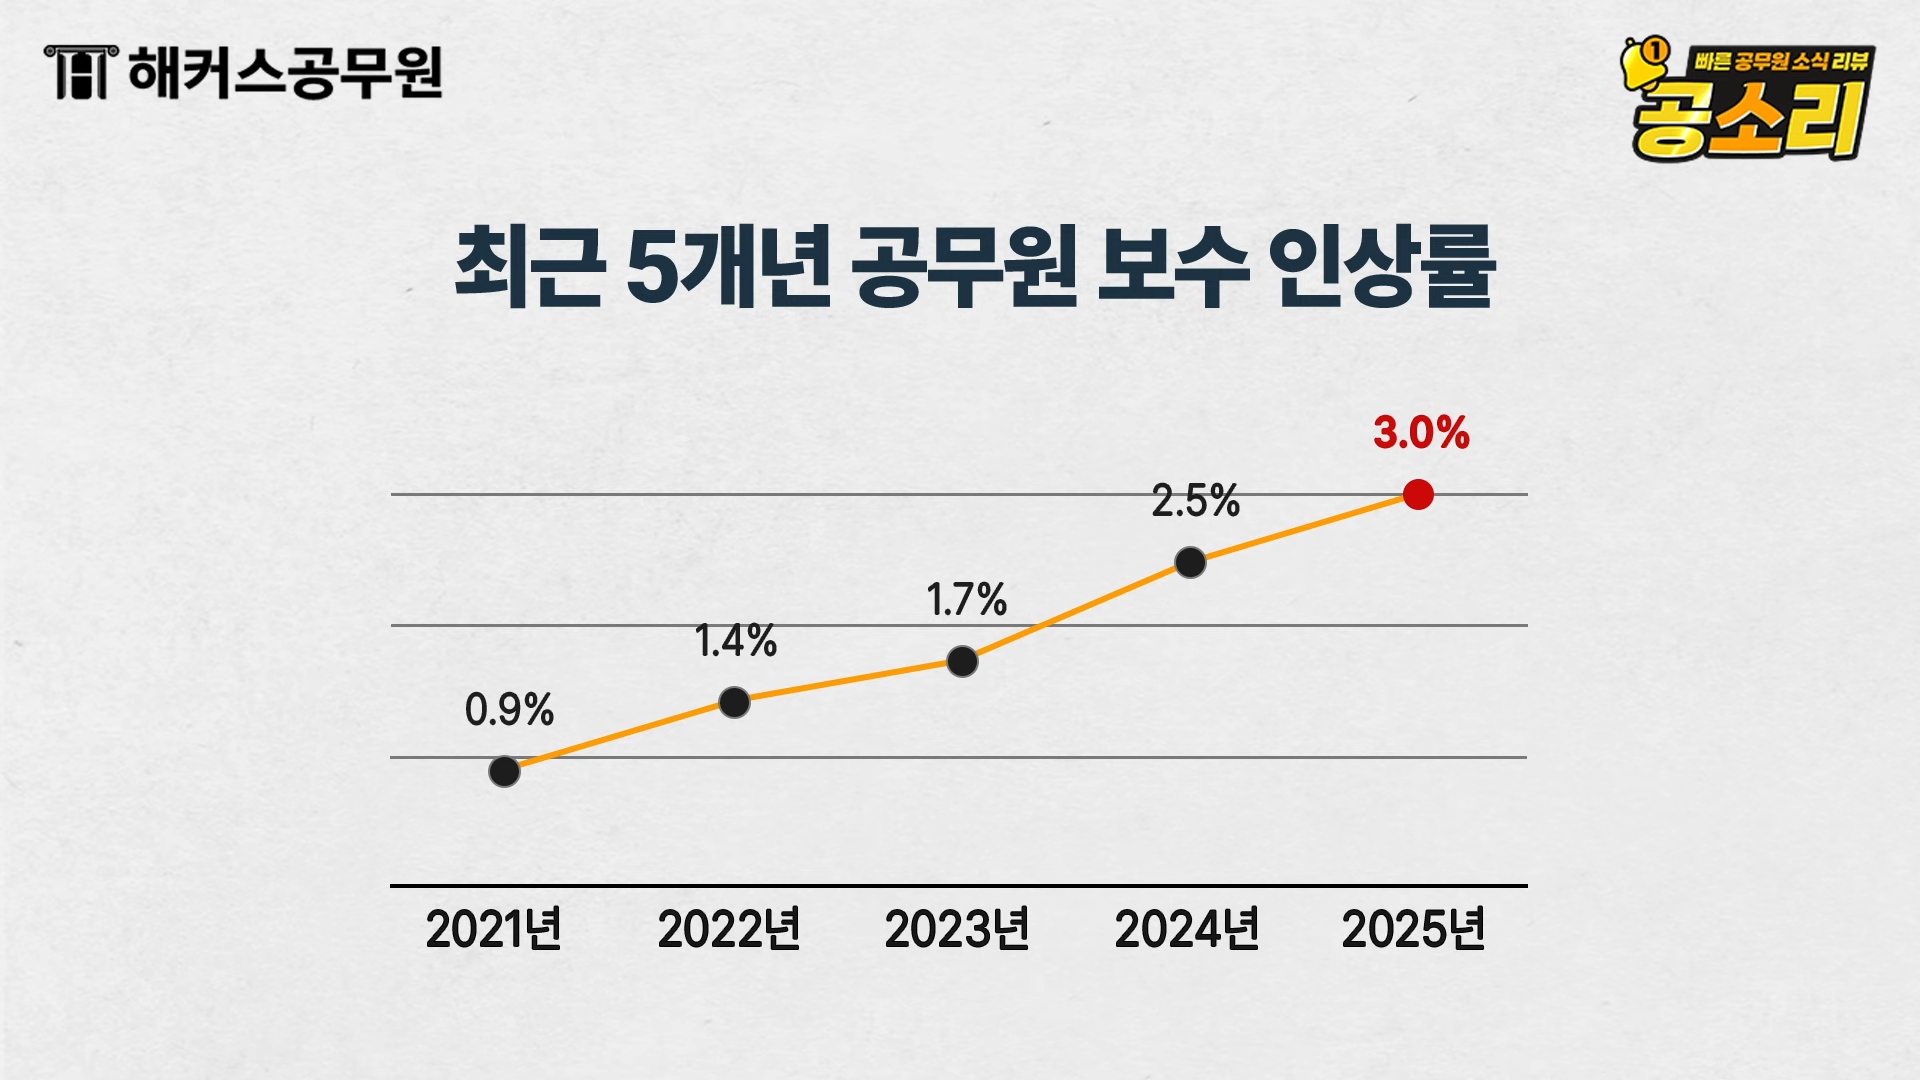 해커스공무원
1
빠른 공무원 소식 리뷰
공소리
최근 5개년 공무원 보수 인상률
3.0%
2.5%
1.7%
1.4%
0.9%
2021년 2022년 2023년 2024년 2025년